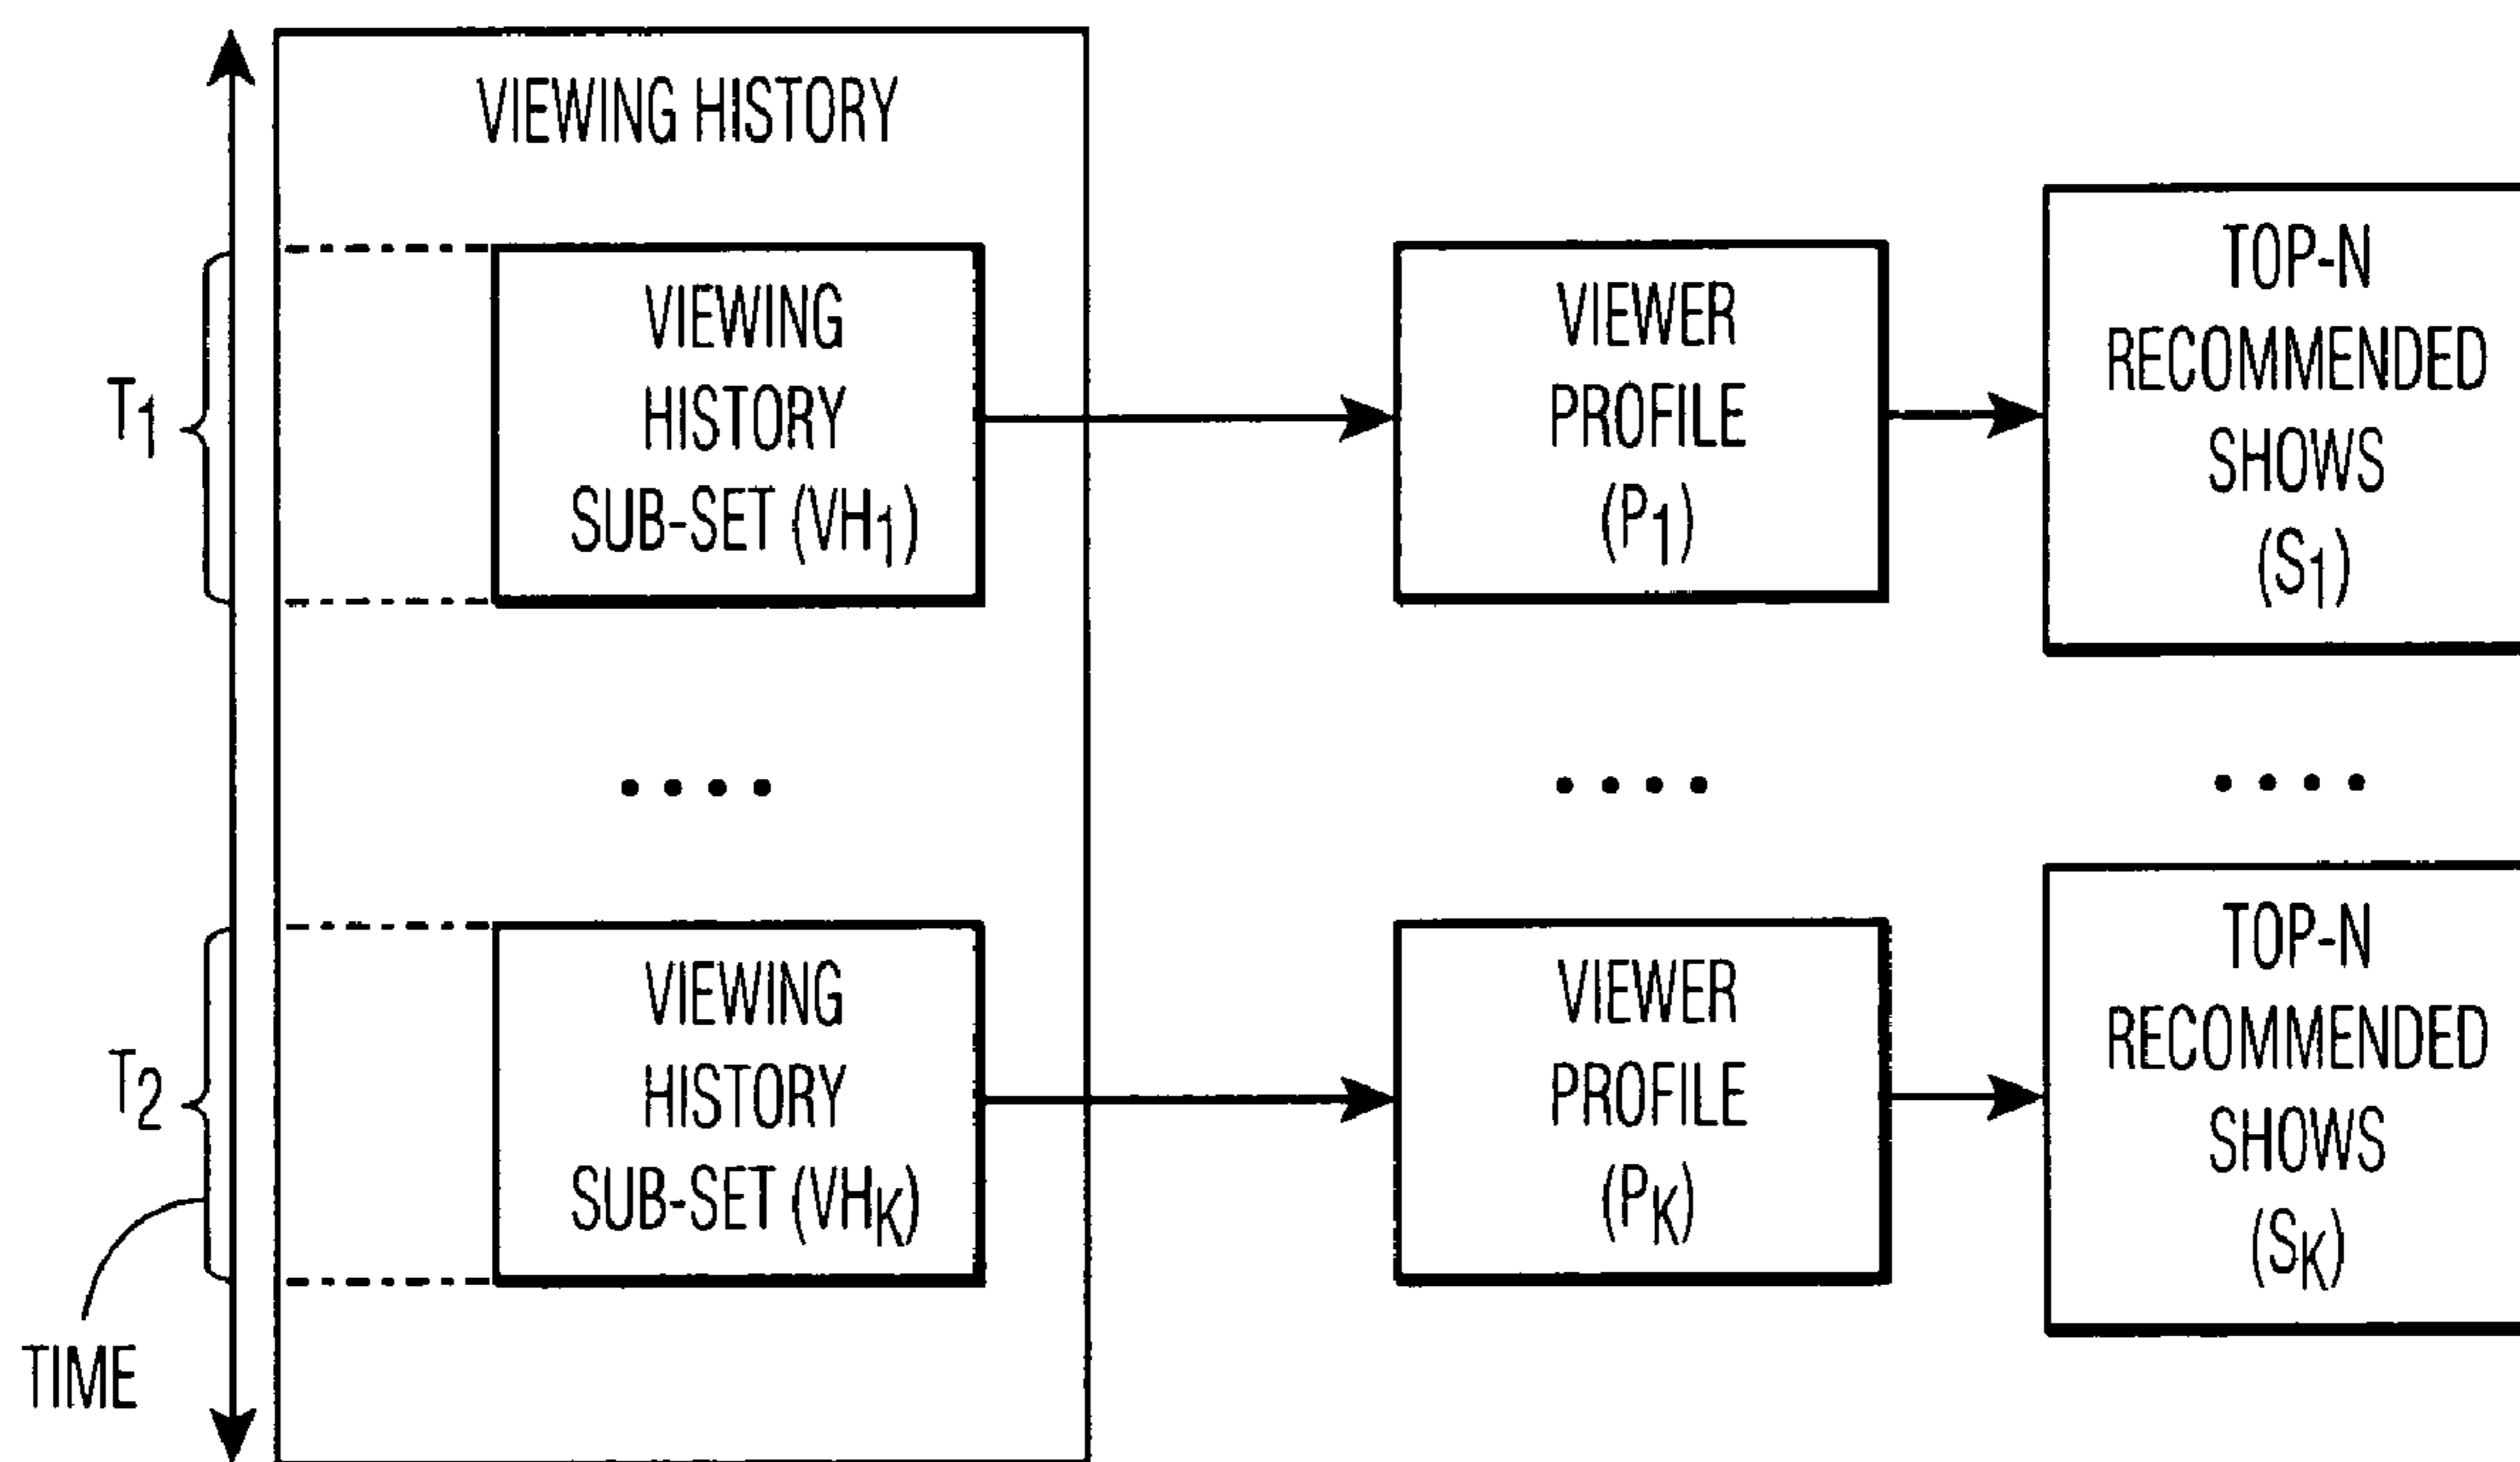 VIEWING HISTORY
T1
VIEWING
HISTORY
SUB-SET (VH1)
VIEWER
PROFILE
(P1)
TOP-N
RECOMMENDED
SHOWS
(S1)
T2
VIEWING
HISTORY
SUB-SET (VHK)
VIEWER
PROFILE
(PK)
TOP-N
RECOMMENDED
SHOWS
(SK)
TIME